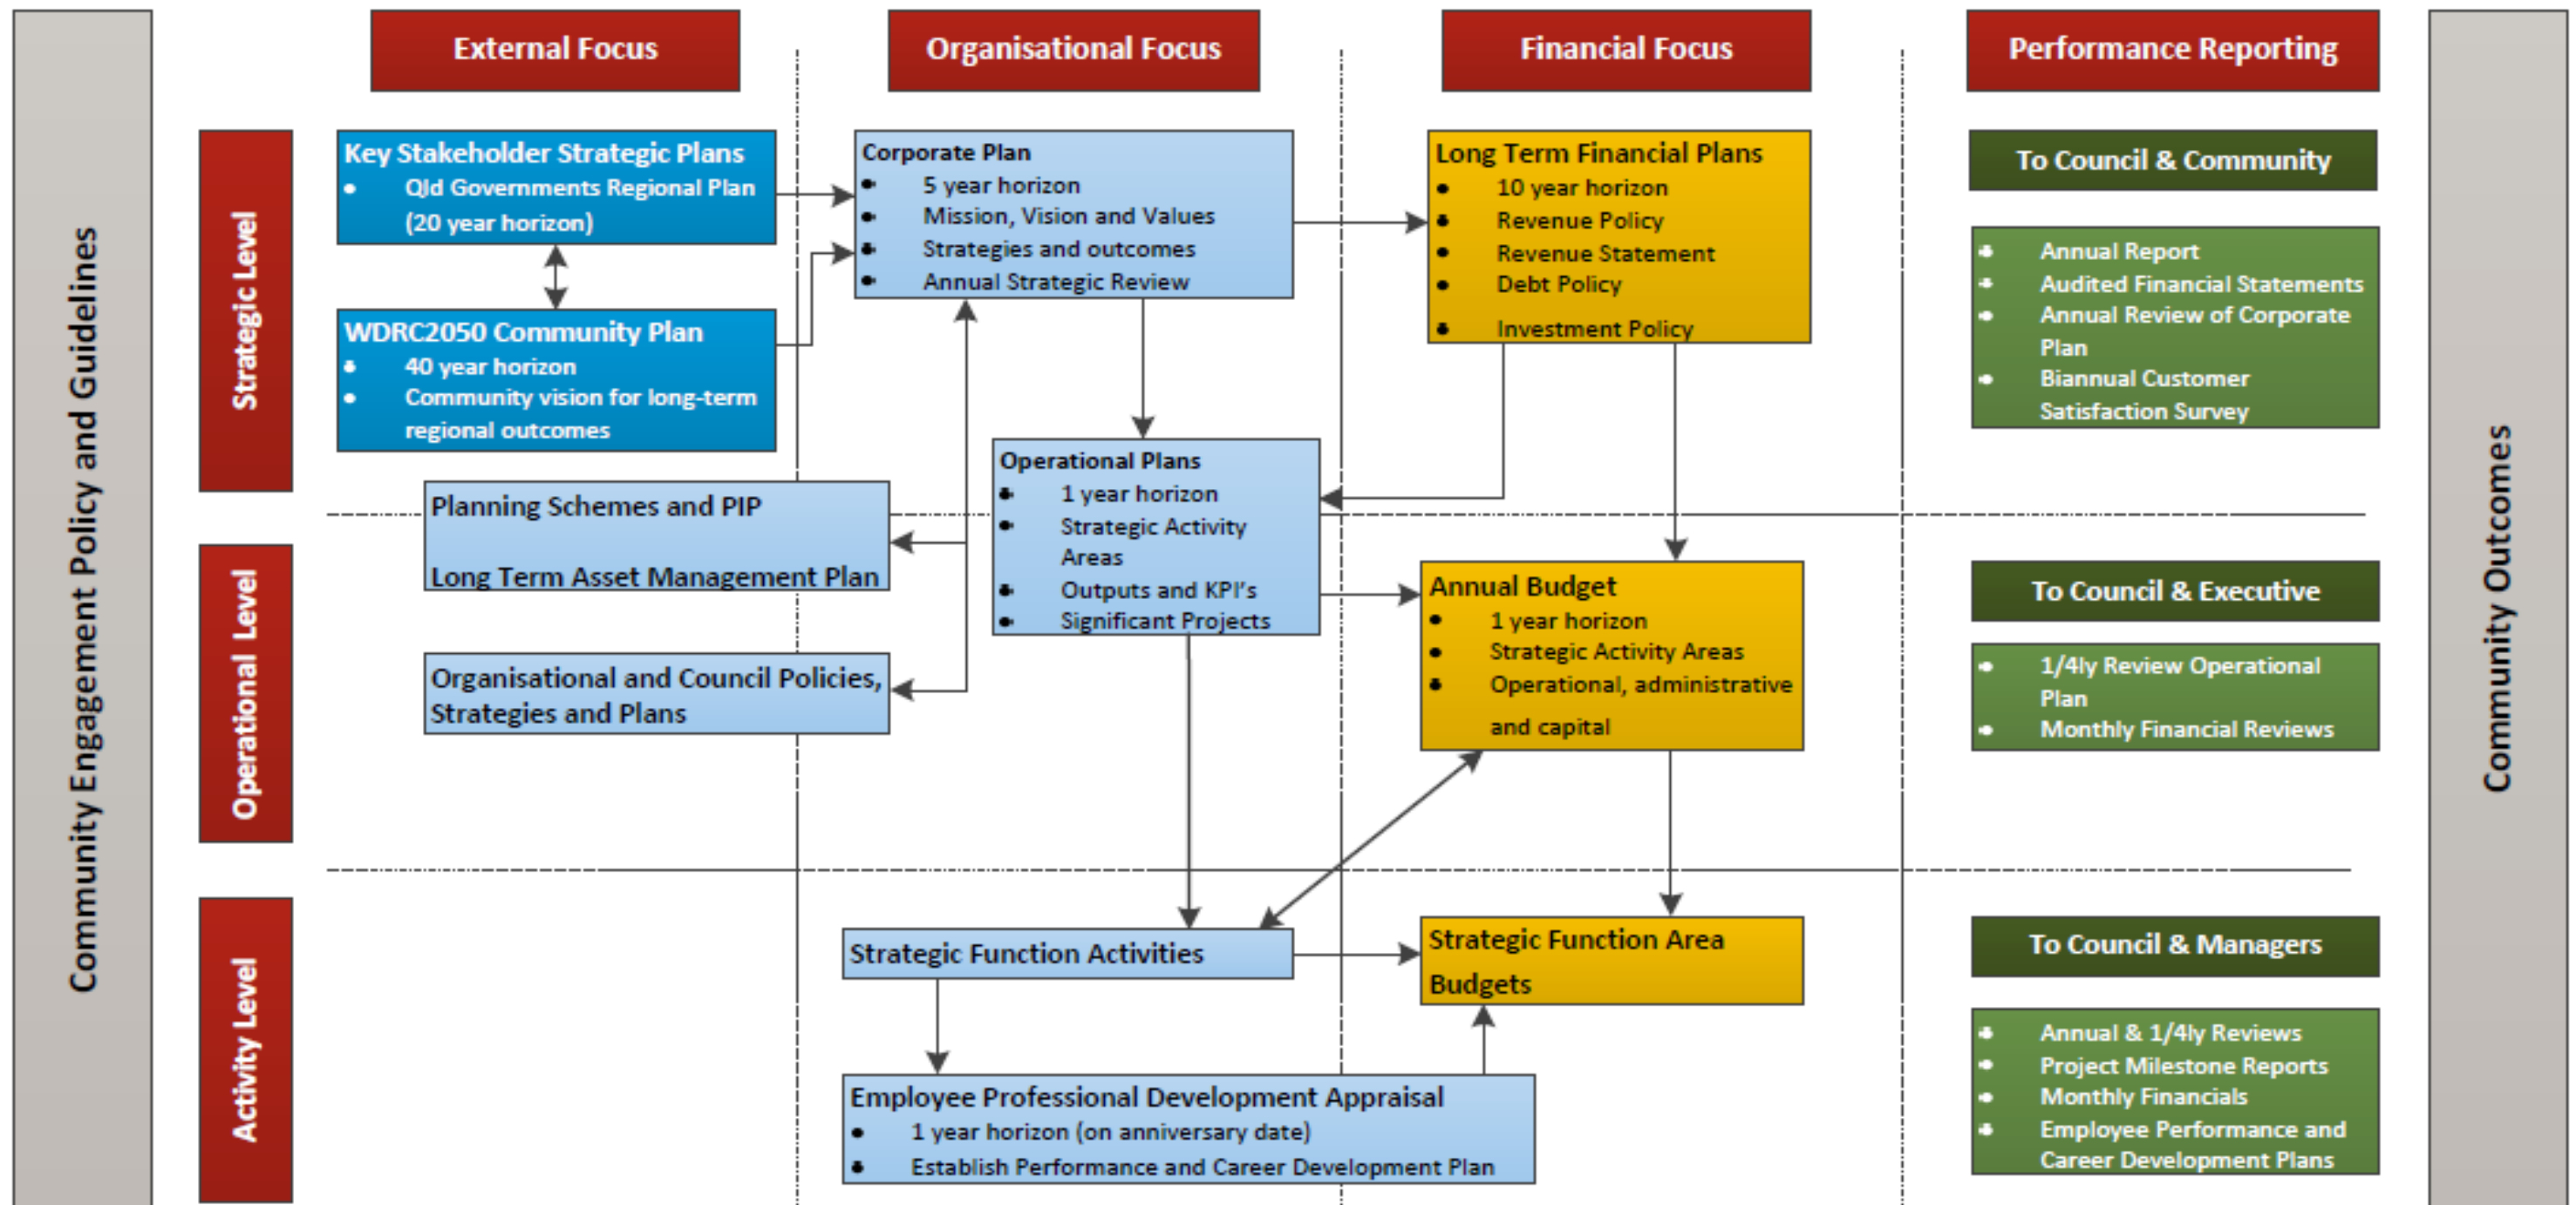 Community Engagement Policy and Guidelines
External Focus
Organisational Focus
Financial Focus
Performance Reporting
Community Outcomes
Strategic Level
Key Stakeholder Strategic Plans
Qld Governments Regional Plan
(20 year horizon)
WDRC2050 Community Plan
40 year horizon
Community vision for long-term
regional outcomes
Corporate Plan
5 year horizon
Mission, Vision and Values
Strategies and outcomes
Annual Strategic Review
Long Term Financial Plans
10 year horizon
Revenue Policy
Revenue Statement
Debt Policy
Investment Policy
To Council & Community
Annual Report
Audited Financial Statements
Annual Review of Corporate
Plan
Biannual Customer
Satisfaction Survey
Operational Level
Planning Schemes and PIP
Long Term Asset Management Plan
Organisational and Council Policies,
Strategies and Plans
Operational Plans
1 year horizon
Strategic Activity
Areas
Outputs and KPI's
Significant Projects
Annual Budget
1 year horizon
Strategic Activity Areas
Operational, administrative
and capital
To Council & Executive
1/4ly Review Operational
Plan
Monthly Financial Reviews
Activity Level
Strategic Function Activities
Strategic Function Area
Budgets
Employee Professional Development Appraisal
1 year horizon (on anniversary date)
Establish Performance and Career Development Plan
To Council & Managers
Annual & 1/4ly Reviews
Project Milestone Reports
Monthly Financials
Employee Performance and
Career Development Plans